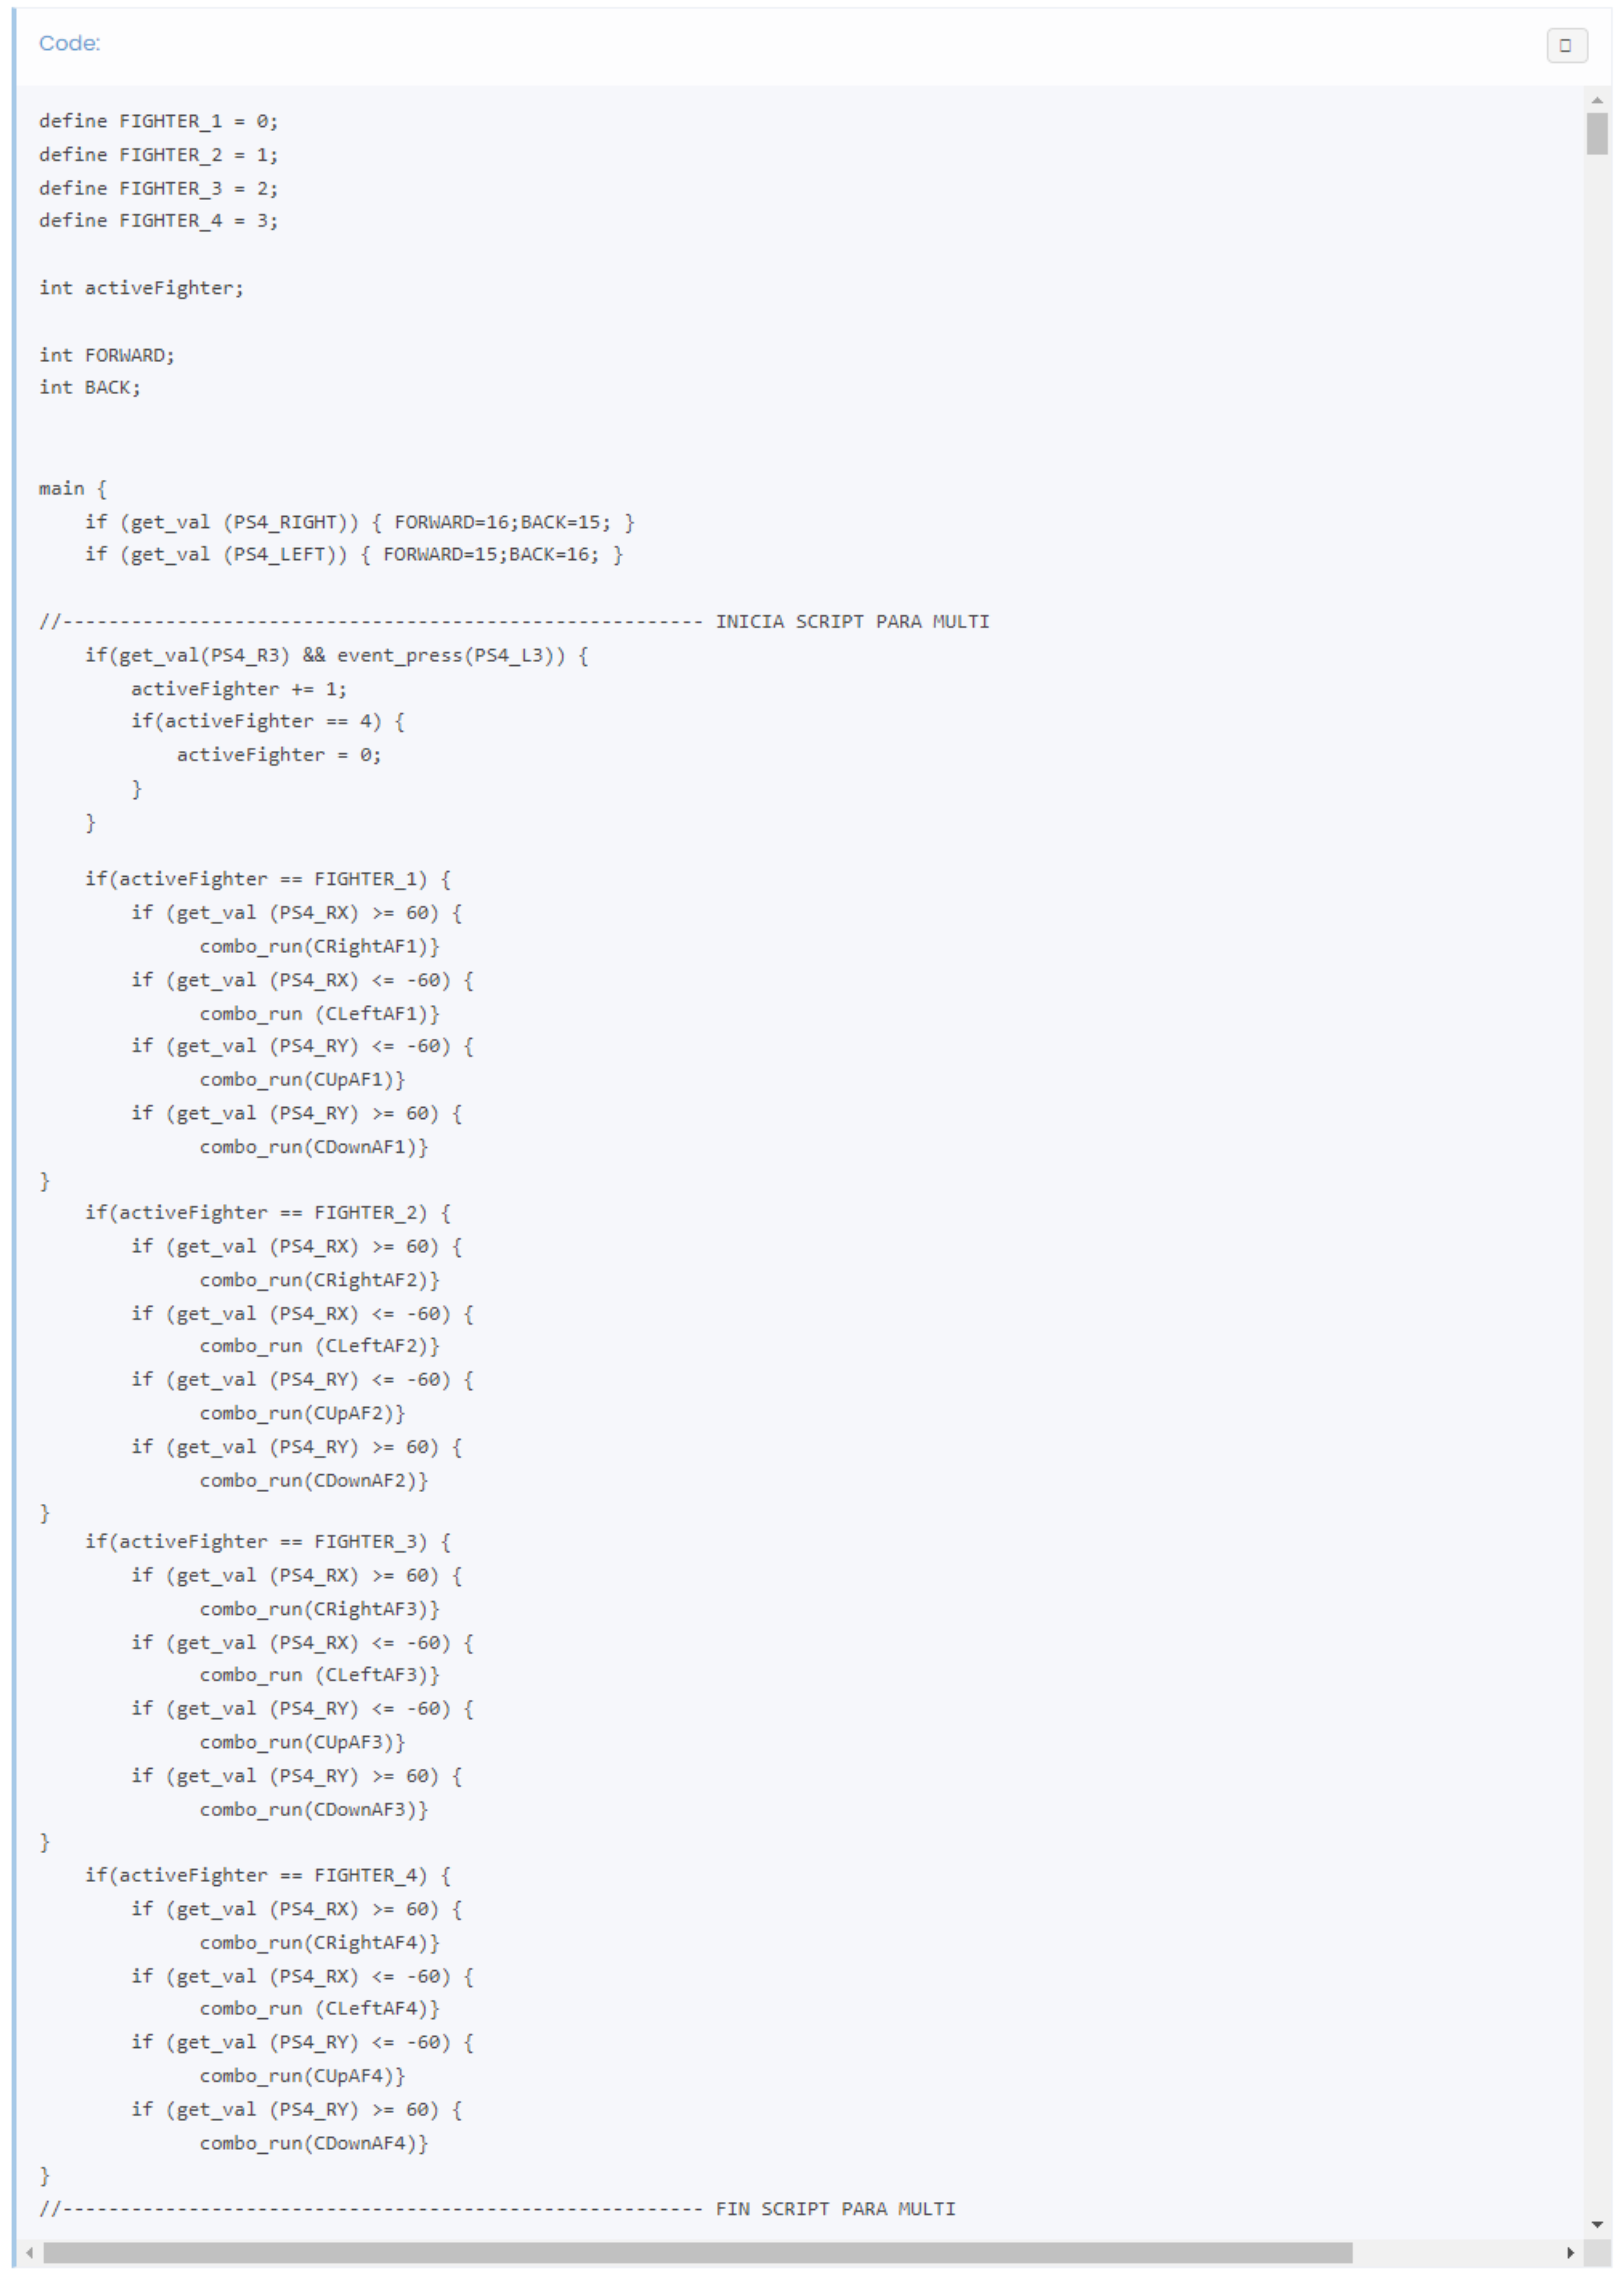 Code:
define FIGHTER_1 = 0;
define FIGHTER_2 = 1;
define FIGHTER_3 = 2;
define FIGHTER_4 = 3;
int activeFighter;
int FORWARD;
int BACK;
main {
if (get_val (PS4_RIGHT)) { FORWARD=16;BACK=15; }
if (get_val (PS4_LEFT)) { FORWARD=15;BACK=16; }
//-------------------------------------------------------- INICIA SCRIPT PARA MULTI
if(get_val(PS4_R3) && event_press(PS4_L3)) {
activeFighter += 1;
if(activeFighter == 4) {
activeFighter = 0;
}
}
if(activeFighter == FIGHTER_1) {
if (get_val (PS4_RX) >= 60) {
combo_run(CRightAF1)}
if (get_val (PS4_RX) <= -60) {
combo_run (CLeftAF1)}
if (get_val (PS4_RY) <= -60) {
combo_run(CUpAF1)}
if (get_val (PS4_RY) >= 60) {
combo_run(CDownAF1)}
}
if(activeFighter == FIGHTER_2) {
if (get_val (PS4_RX) >= 60) {
combo_run(CRightAF2)}
if (get_val (PS4_RX) <= -60) {
combo_run (CLeftAF2)}
if (get_val (PS4_RY) <= -60) {
combo_run(CUpAF2)}
if (get_val (PS4_RY) >= 60) {
combo_run(CDownAF2)}
}
if(activeFighter == FIGHTER_3) {
if (get_val (PS4_RX) >= 60) {
combo_run(CRightAF3)}
if (get_val (PS4_RX) <= -60) {
combo_run (CLeftAF3)}
if (get_val (PS4_RY) <= -60) {
combo_run(CUpAF3)}
if (get_val (PS4_RY) >= 60) {
combo_run(CDownAF3)}
}
if(activeFighter == FIGHTER_4) {
if (get_val (PS4_RX) >= 60) {
combo_run(CRightAF4)}
if (get_val (PS4_RX) <= -60) {
combo_run (CLeftAF4)}
if (get_val (PS4_RY) <= -60) {
combo_run(CUpAF4)}
if (get_val (PS4_RY) >= 60) {
combo_run(CDownAF4)}
}
//-------------------------------------------------------- FIN SCRIPT PARA MULTI